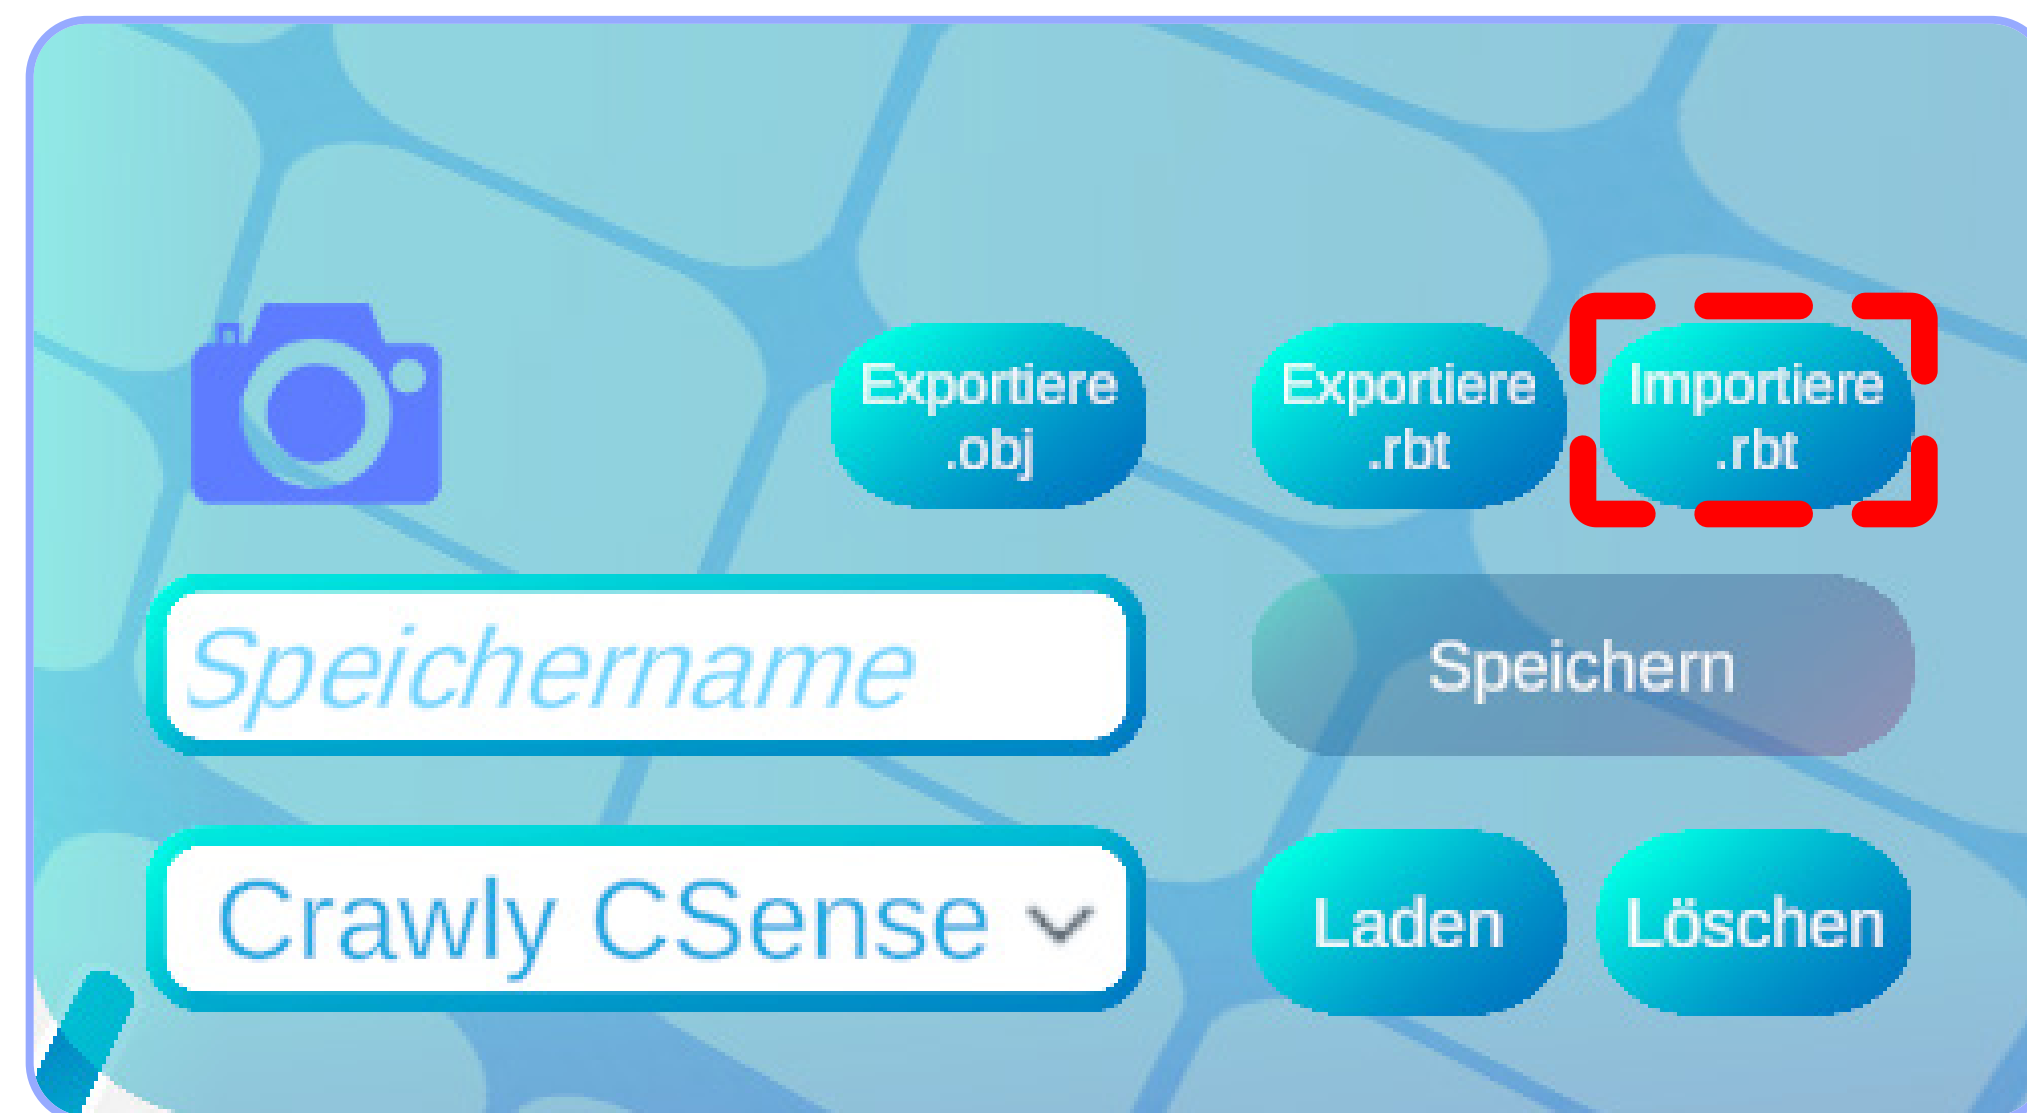 Exportiere
.obj
Exportiere
.rbt
Importiere
.rbt
Speichername
Speichern
Crawly CSense
Laden
Löschen